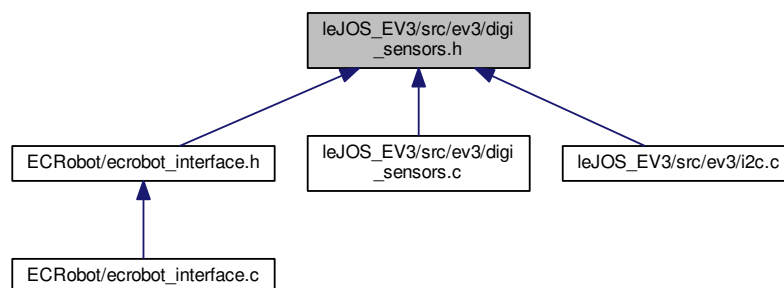 leJOS_EV3/src/ev3/digi
_sensors.h
ECRobot/ecrobot_interface.h
leJOS_EV3/src/ev3/digi
_sensors.c
leJOS_EV3/src/ev3/i2c.c
ECRobot/ecrobot_interface.c